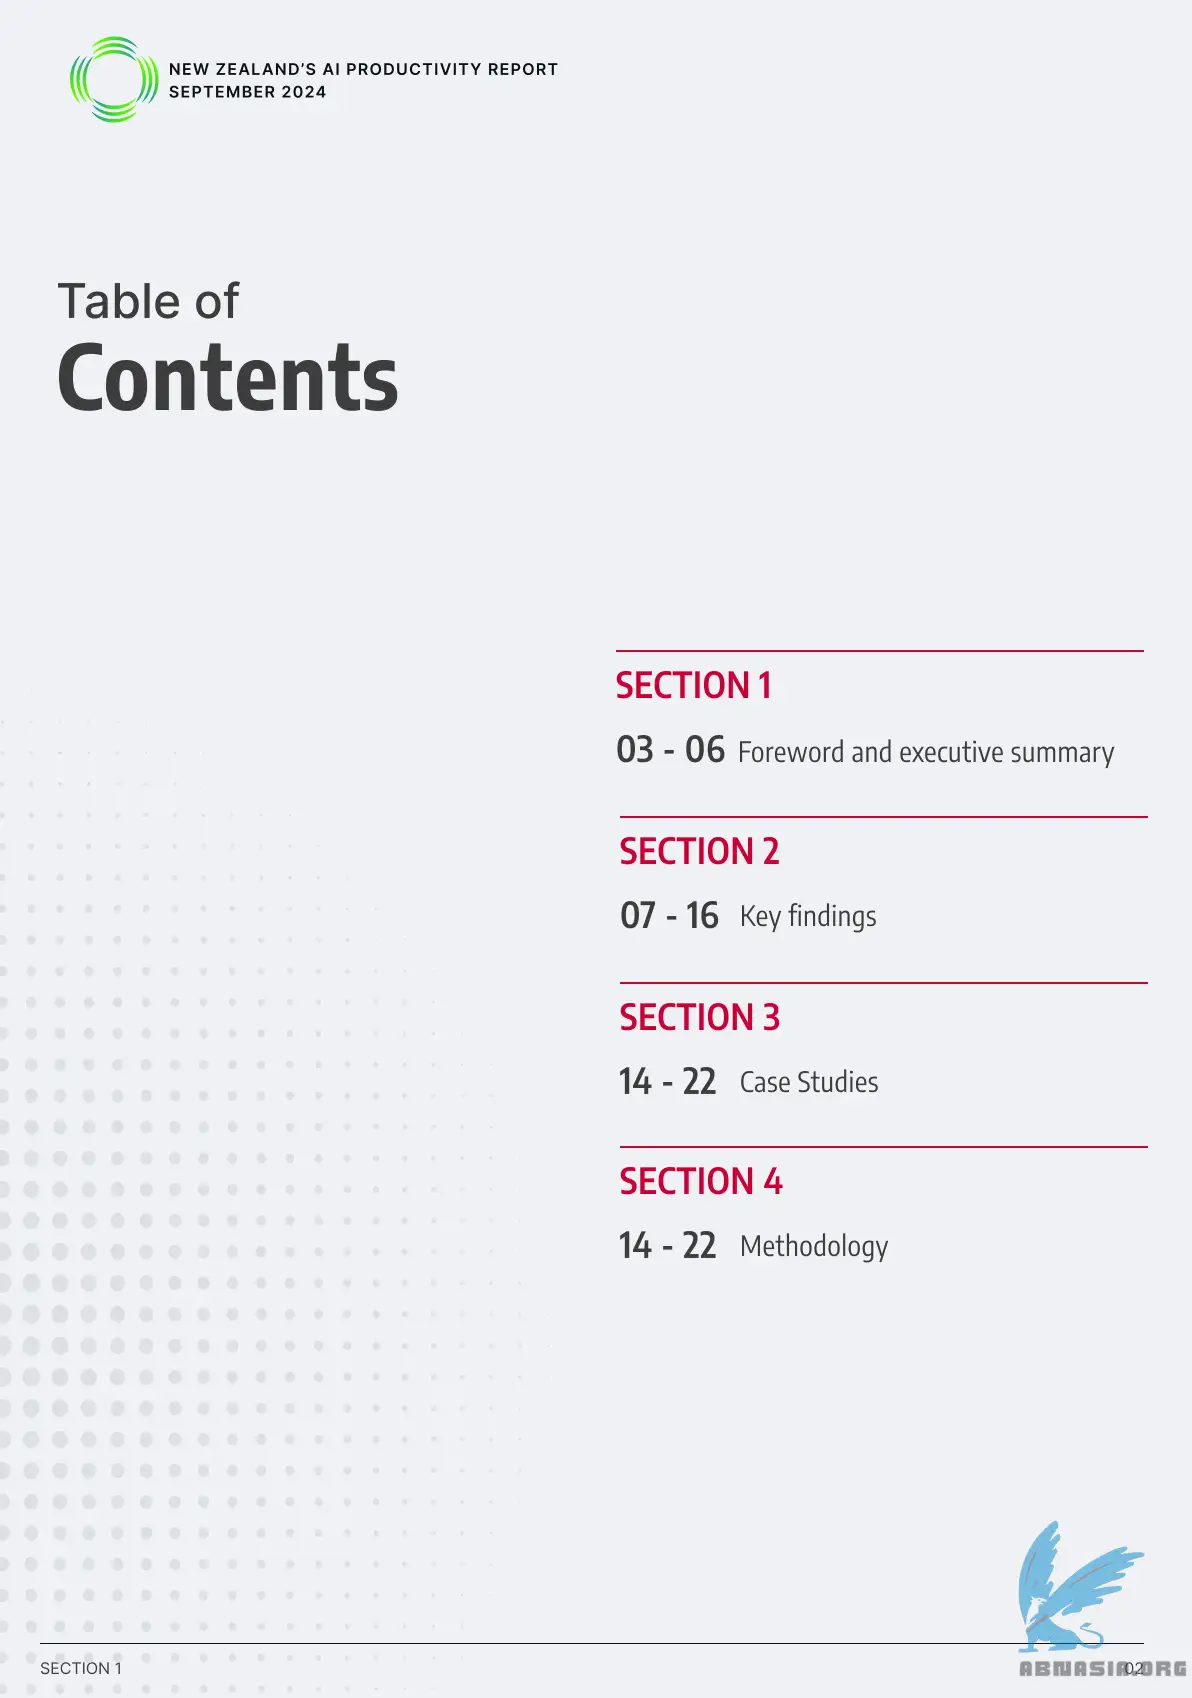 NEW ZEALAND’S AI PRODUCTIVITY REPORT
SEPTEMBER 2024
Table of
Contents
SECTION 1
03 - 06 Foreword and executive summary
SECTION 2
07 - 16 Key findings
SECTION 3
14 - 22 Case Studies
SECTION 4
14 - 22 Methodology
SECTION 1
02
ABNASIA.ORG